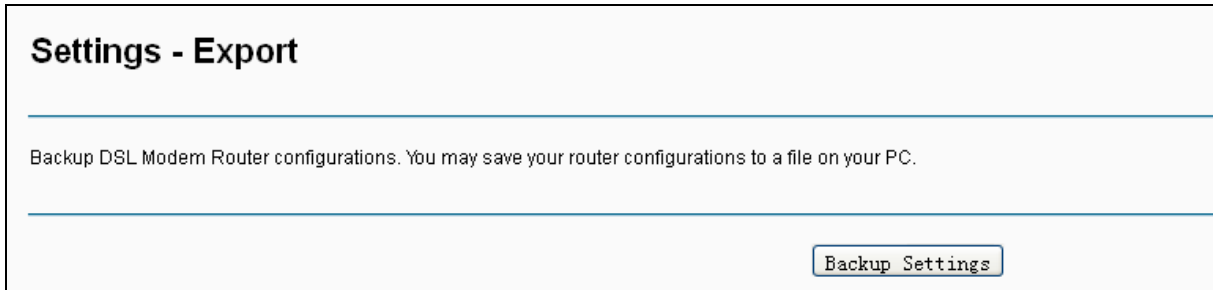 Settings - Export
Backup DSL Modem Router configurations. You may save your router configurations to a file on your PC.
Backup Settings